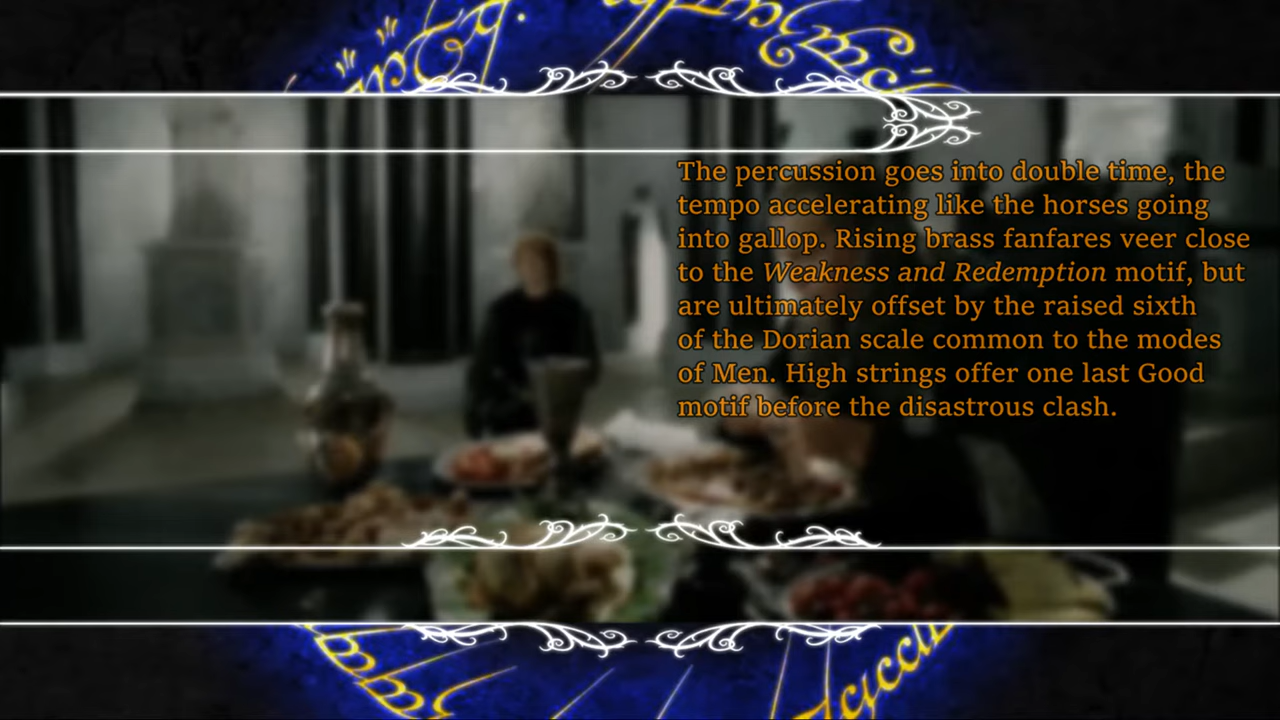 The percussion goes into double time, the
tempo accelerating like the horses going
into gallop. Rising brass fanfares veer close
to the Weakness and Redemption motif, but
are ultimately offset by the raised sixth
of the Dorian scale common to the modes
of Men. High strings offer one last Good
motif before the disastrous clash.